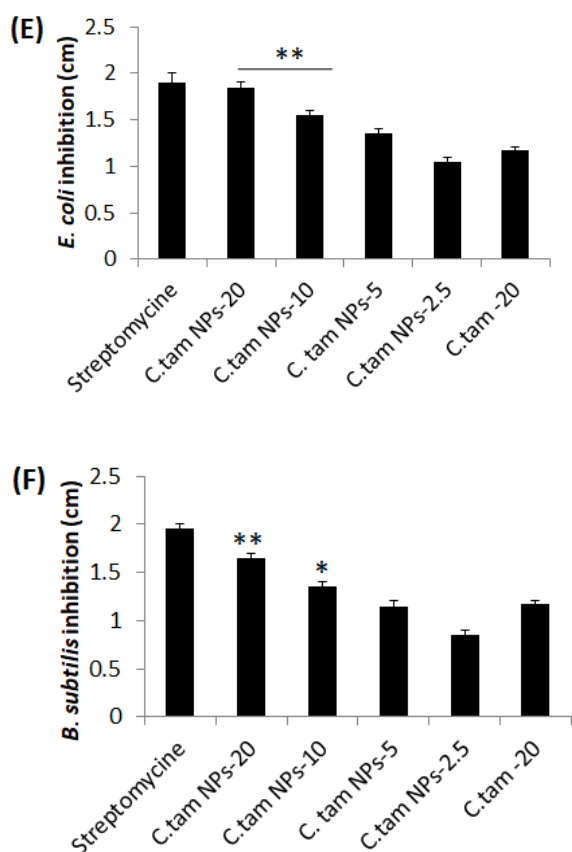 (E)
E. coli inhibition (cm)
2.5
2
1.5
1
0.5
0
**
Streptomycine
C.tam NPs-20
C.tam NPs-10
C. tam NPs-5
C.tam NPs-2.5
C.tam -20
(F)
B. subtilis inhibition (cm)
2.5
2
1.5
1
0.5
0
**
*
Streptomycine
C.tam NPs-20
C.tam NPs-10
C. tam NPs-5
C.tam NPs-2.5
C.tam -20